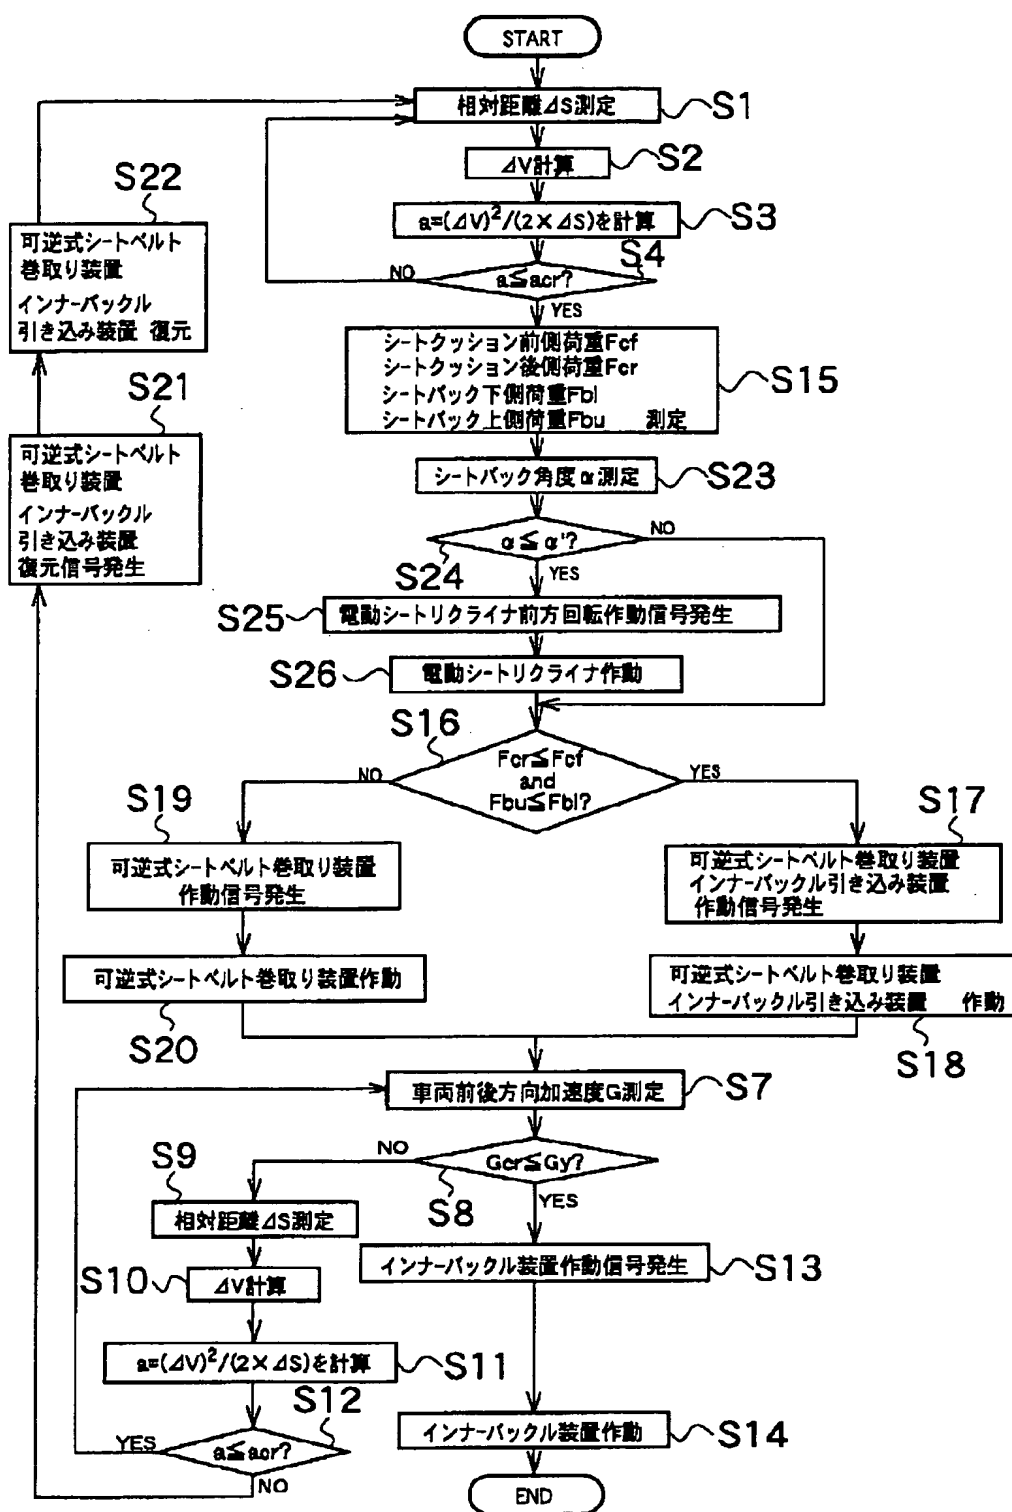 START
相対距離ΔS測定
S1
ΔV計算
S2
a=(ΔV)²/(2×ΔS)を計算
S3
a≦acr?
S4
NO
YES
シートクッション前側荷重Fcf
シートクッション後側荷重Fcr
シートバック下側荷重Fbl
シートバック上側荷重Fbu 測定
S15
シートバック角度α測定
S23
α≦α'?
S24
NO
YES
S25
電動シートリクライナ前方回転作動信号発生
S26
電動シートリクライナ作動
S16
Fcr≦Fcf
and
Fbu≦Fbl?
NO
YES
S19
可逆式シートベルト巻取り装置
作動信号発生
S17
可逆式シートベルト巻取り装置
インナーバックル引き込み装置
作動信号発生
可逆式シートベルト巻取り装置作動
S20
可逆式シートベルト巻取り装置
インナーバックル引き込み装置 作動
S18
車両前後方向加速度G測定
S7
Gcr≦Gy?
S8
NO
YES
S9
相対距離ΔS測定
S10
ΔV計算
a=(ΔV)²/(2×ΔS)を計算
S11
S12
a≦acr?
YES
NO
インナーバックル装置作動信号発生
S13
インナーバックル装置作動
S14
END
S22
可逆式シートベルト
巻取り装置
インナーバックル
引き込み装置 復元
S21
可逆式シートベルト
巻取り装置
インナーバックル
引き込み装置
復元信号発生